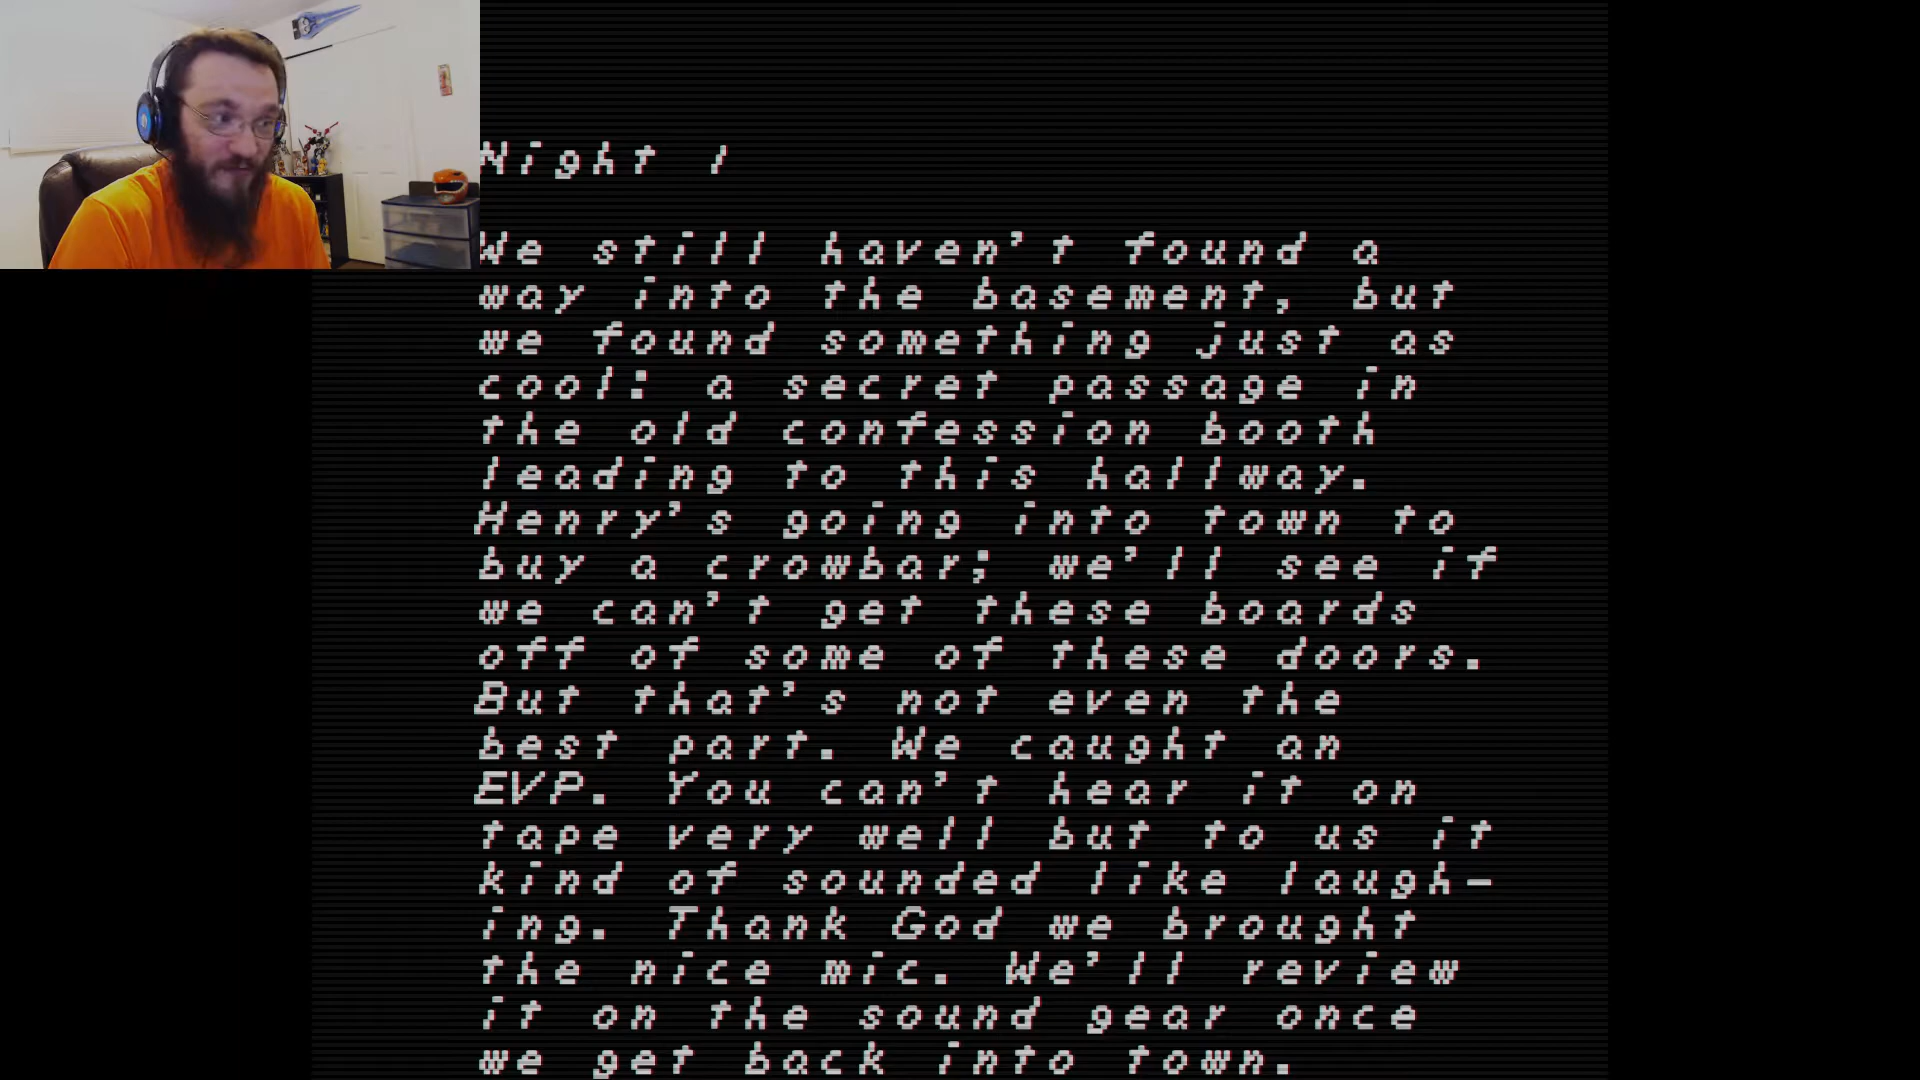 Night 1
We still haven't found a
way into the basement, but
we found something just as
cool: a secret passage in
the old confession booth
leading to this hallway.
Henry's going into town to
buy a crowbar; we'll see if
we can't get these boards
off of some of these doors.
But that's not even the
best part. We caught an
EVP. You can't hear it on
tape very well but to us it
kind of sounded like laugh-
ing. Thank God we brought
the nice mic. We'll review
it on the sound gear once
we get back into town.